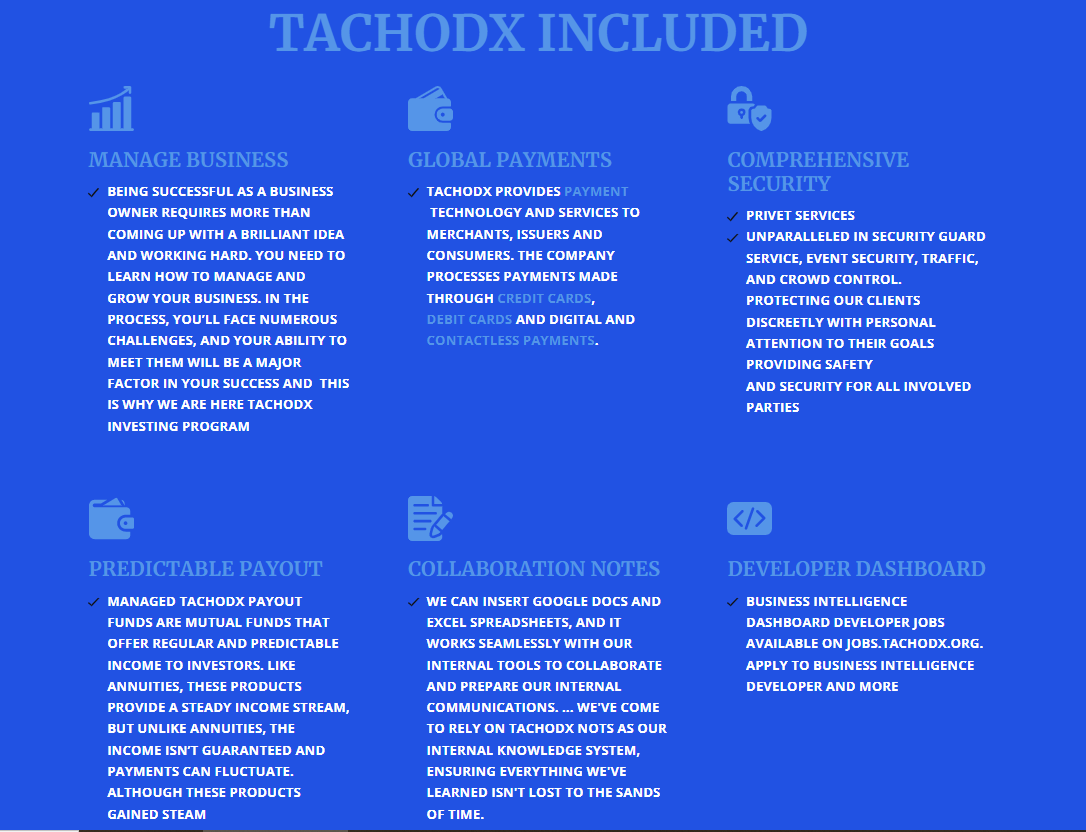 TACHODX INCLUDED
MANAGE BUSINESS
BEING SUCCESSFUL AS A BUSINESS
OWNER REQUIRES MORE THAN
COMING UP WITH A BRILLIANT IDEA
AND WORKING HARD. YOU NEED TO
LEARN HOW TO MANAGE AND
GROW YOUR BUSINESS. IN THE
PROCESS, YOU'LL FACE NUMEROUS
CHALLENGES, AND YOUR ABILITY TO
MEET THEM WILL BE A MAJOR
FACTOR IN YOUR SUCCESS AND  THIS
IS WHY WE ARE HERE TACHODX
INVESTING PROGRAM
GLOBAL PAYMENTS
TACHODX PROVIDES PAYMENT
TECHNOLOGY AND SERVICES TO
MERCHANTS, ISSUERS AND
CONSUMERS. THE COMPANY
PROCESSES PAYMENTS MADE
THROUGH CREDIT CARDS,
DEBIT CARDS AND DIGITAL AND
CONTACTLESS PAYMENTS.
COMPREHENSIVE
SECURITY
PRIVET SERVICES
UNPARALLELED IN SECURITY GUARD
SERVICE, EVENT SECURITY, TRAFFIC,
AND CROWD CONTROL.
PROTECTING OUR CLIENTS
DISCREETLY WITH PERSONAL
ATTENTION TO THEIR GOALS
PROVIDING SAFETY
AND SECURITY FOR ALL INVOLVED
PARTIES
PREDICTABLE PAYOUT
MANAGED TACHODX PAYOUT
FUNDS ARE MUTUAL FUNDS THAT
OFFER REGULAR AND PREDICTABLE
INCOME TO INVESTORS. LIKE
ANNUITIES, THESE PRODUCTS
PROVIDE A STEADY INCOME STREAM,
BUT UNLIKE ANNUITIES, THE
INCOME ISN'T GUARANTEED AND
PAYMENTS CAN FLUCTUATE.
ALTHOUGH THESE PRODUCTS
GAINED STEAM
COLLABORATION NOTES
WE CAN INSERT GOOGLE DOCS AND
EXCEL SPREADSHEETS, AND IT
WORKS SEAMLESSLY WITH OUR
INTERNAL TOOLS TO COLLABORATE
AND PREPARE OUR INTERNAL
COMMUNICATIONS. ... WE'VE COME
TO RELY ON TACHODX NOTS AS OUR
INTERNAL KNOWLEDGE SYSTEM,
ENSURING EVERYTHING WE'VE
LEARNED ISN'T LOST TO THE SANDS
OF TIME.
DEVELOPER DASHBOARD
BUSINESS INTELLIGENCE
DASHBOARD DEVELOPER JOBS
AVAILABLE ON JOBS.TACHODX.ORG.
APPLY TO BUSINESS INTELLIGENCE
DEVELOPER AND MORE